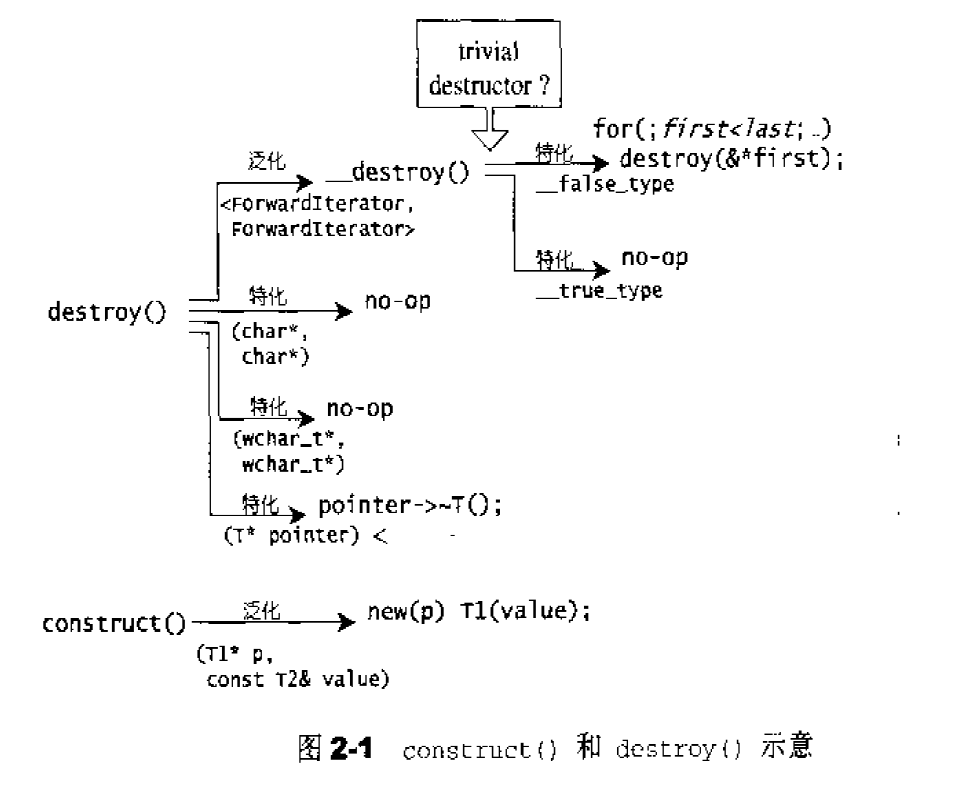 trivial
destructor ?
for(;first<last;..)
泛化
__destroy()
特化
destroy(&*first);
__false_type
<ForwardIterator,
ForwardIterator>
特化
no-op
__true_type
destroy()
特化
no-op
(char*,
char*)
特化
no-op
(wchar_t*,
wchar_t*)
特化
pointer->~T();
(T* pointer) <
construct()
泛化
new(p) T1(value);
(T1* p,
const T2& value)
图 2-1 construct() 和 destroy() 示意